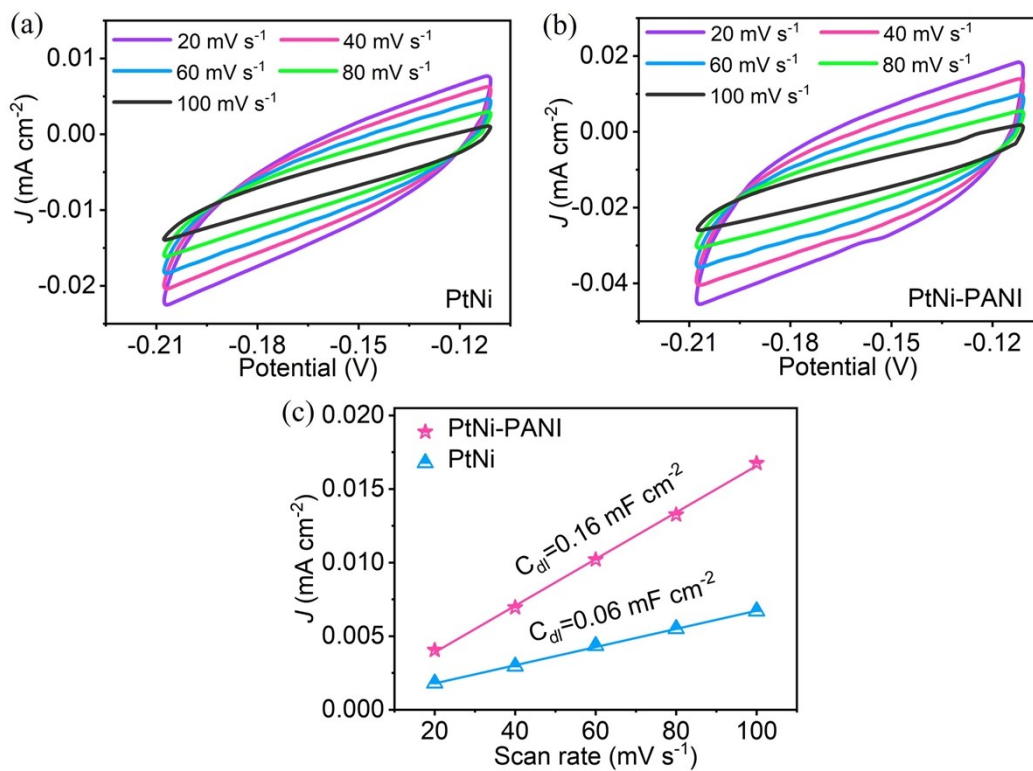 (a)
20 mV s⁻¹ 40 mV s⁻¹
60 mV s⁻¹ 80 mV s⁻¹
100 mV s⁻¹
0.01
0.00
-0.01
-0.02
J (mA cm⁻²)
PtNi
-0.21 -0.18 -0.15 -0.12
Potential (V)
(b)
20 mV s⁻¹ 40 mV s⁻¹
60 mV s⁻¹ 80 mV s⁻¹
100 mV s⁻¹
0.02
0.00
-0.02
-0.04
J (mA cm⁻²)
PtNi-PANI
-0.21 -0.18 -0.15 -0.12
Potential (V)
(c)
PtNi-PANI
PtNi
0.020
0.015
0.010
0.005
0.000
J (mA cm⁻²)
C_dl=0.16 mF cm⁻²
C_dl=0.06 mF cm⁻²
20 40 60 80 100
Scan rate (mV s⁻¹)